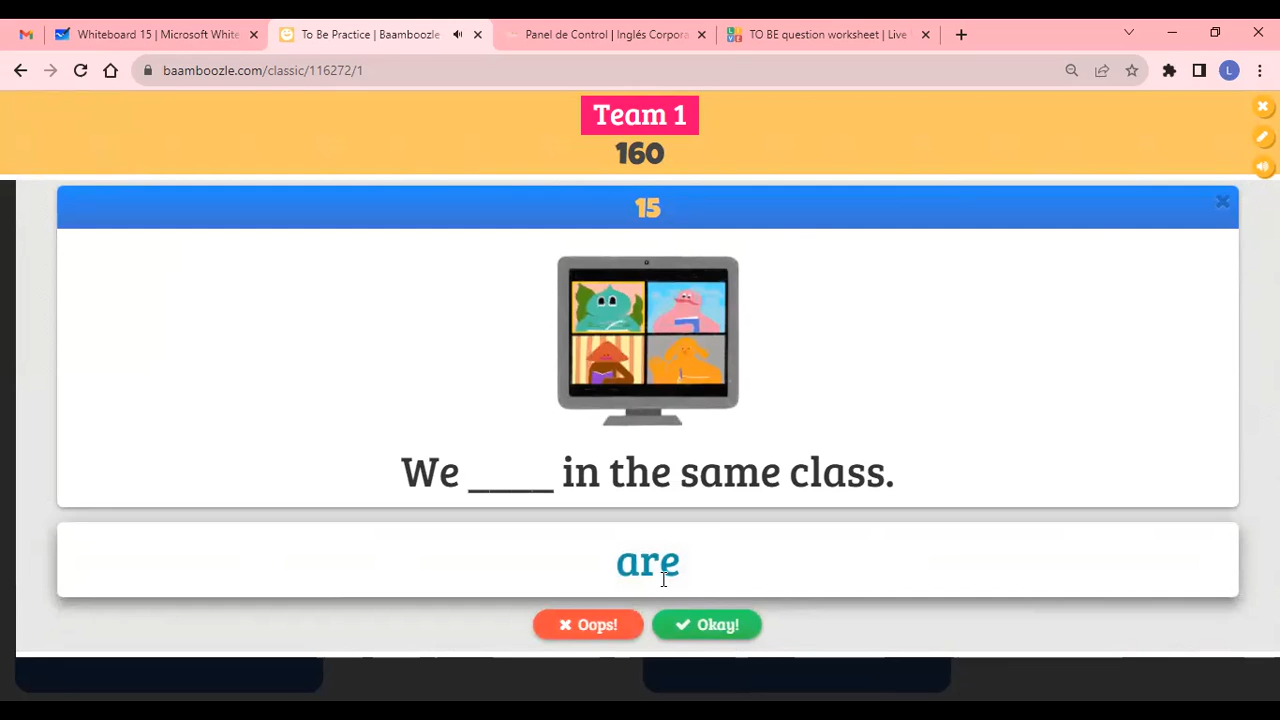 Whiteboard 15 | Microsoft White
To Be Practice | Baamboozle
Panel de Control | Inglés Corpora
TO BE question worksheet | Live
baamboozle.com/classic/116272/1
L
Team 1
160
15
We ____ in the same class.
are
Oops!
Okay!